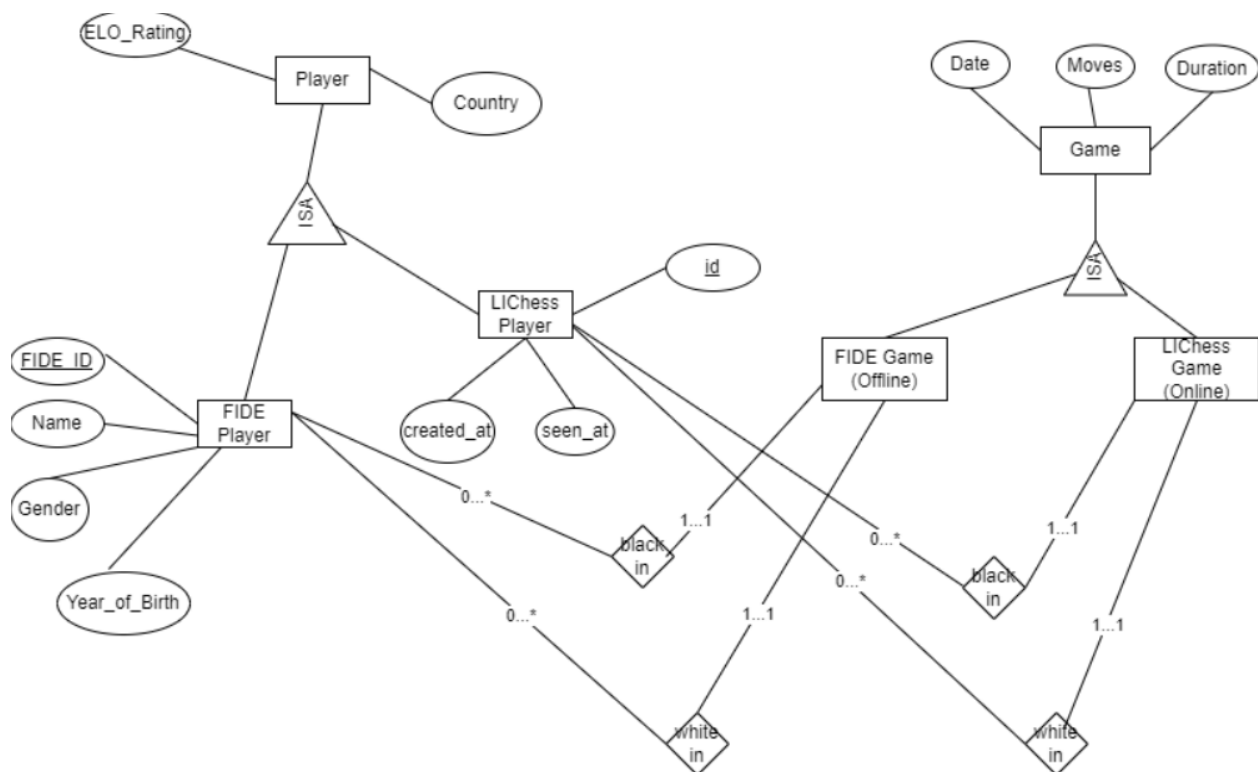 ELO_Rating
Player
Country
Date
Moves
Duration
Game
ISA
ISA
id
LIChess
Player
FIDE Game
(Offline)
LIChess
Game
(Online)
FIDE_ID
Name
FIDE
Player
created_at
seen_at
Gender
Year_of_Birth
0...*
1...1
black
in
0...*
1...1
black
in
0...*
1...1
white
in
0...*
1...1
white
in